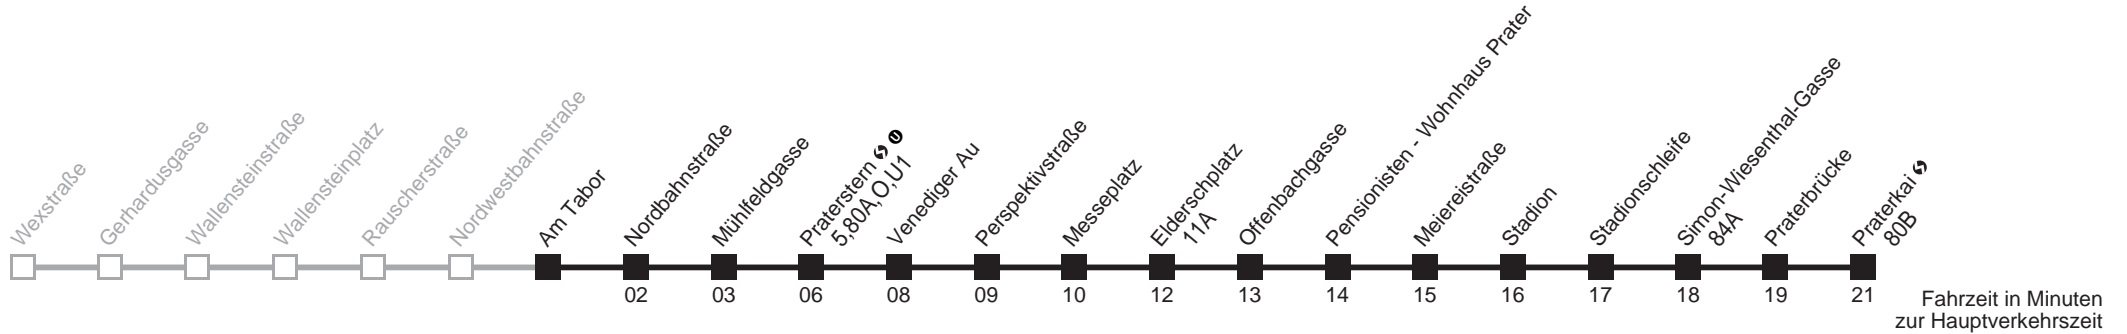 Wexstraße
Gerhardusgasse
Wallensteinstraße
Wallensteinplatz
Rauscherstraße
Nordwestbahnstraße
Am Tabor
Nordbahnstraße
Mühlfeldgasse
Praterstern S U
5,80A,O,U1
Venediger Au
Perspektivstraße
Messeplatz
Elderschplatz
11A
Offenbachgasse
Pensionisten - Wohnhaus Prater
Meiereistraße
Stadion
Stadionschleife
Simon-Wiesenthal-Gasse
84A
Praterbrücke
Praterkai S
80B
02 03 06 08 09 10 12 13 14 15 16 17 18 19 21
Fahrzeit in Minuten
zur Hauptverkehrszeit